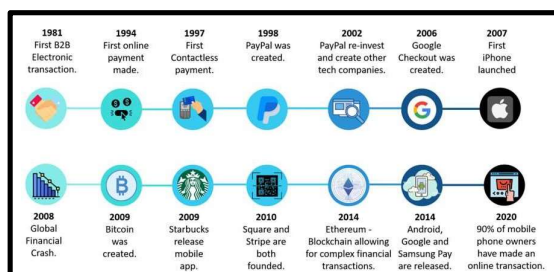 1981
First B2B
Electronic
transaction.
1994
First online
payment
made.
1997
First
Contactless
payment.
1998
PayPal was
created.
2002
PayPal re-invest
and create other
tech companies.
2006
Google
Checkout was
created.
2007
First
iPhone
launched
2008
Global
Financial
Crash.
2009
Bitcoin
was
created.
2009
Starbucks
release
mobile
app.
2010
Square and
Stripe are
both
founded.
2014
Ethereum -
Blockchain allowing
for complex financial
transactions.
2014
Android,
Google and
Samsung Pay
are released.
2020
90% of mobile
phone owners
have made an
online transaction.